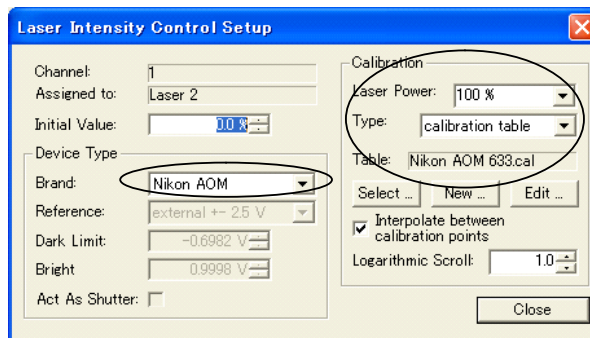 Laser Intensity Control Setup
Channel: 1
Assigned to: Laser 2
Initial Value: 0.0 %
Device Type
Brand: Nikon AOM
Reference: external +- 2.5 V
Dark Limit: -0.6982 V
Bright 0.9998 V
Act As Shutter:
Calibration
Laser Power: 100 %
Type: calibration table
Table: Nikon AOM 633.cal
Select ... New ... Edit ...
Interpolate between
calibration points
Logarithmic Scroll: 1.0
Close